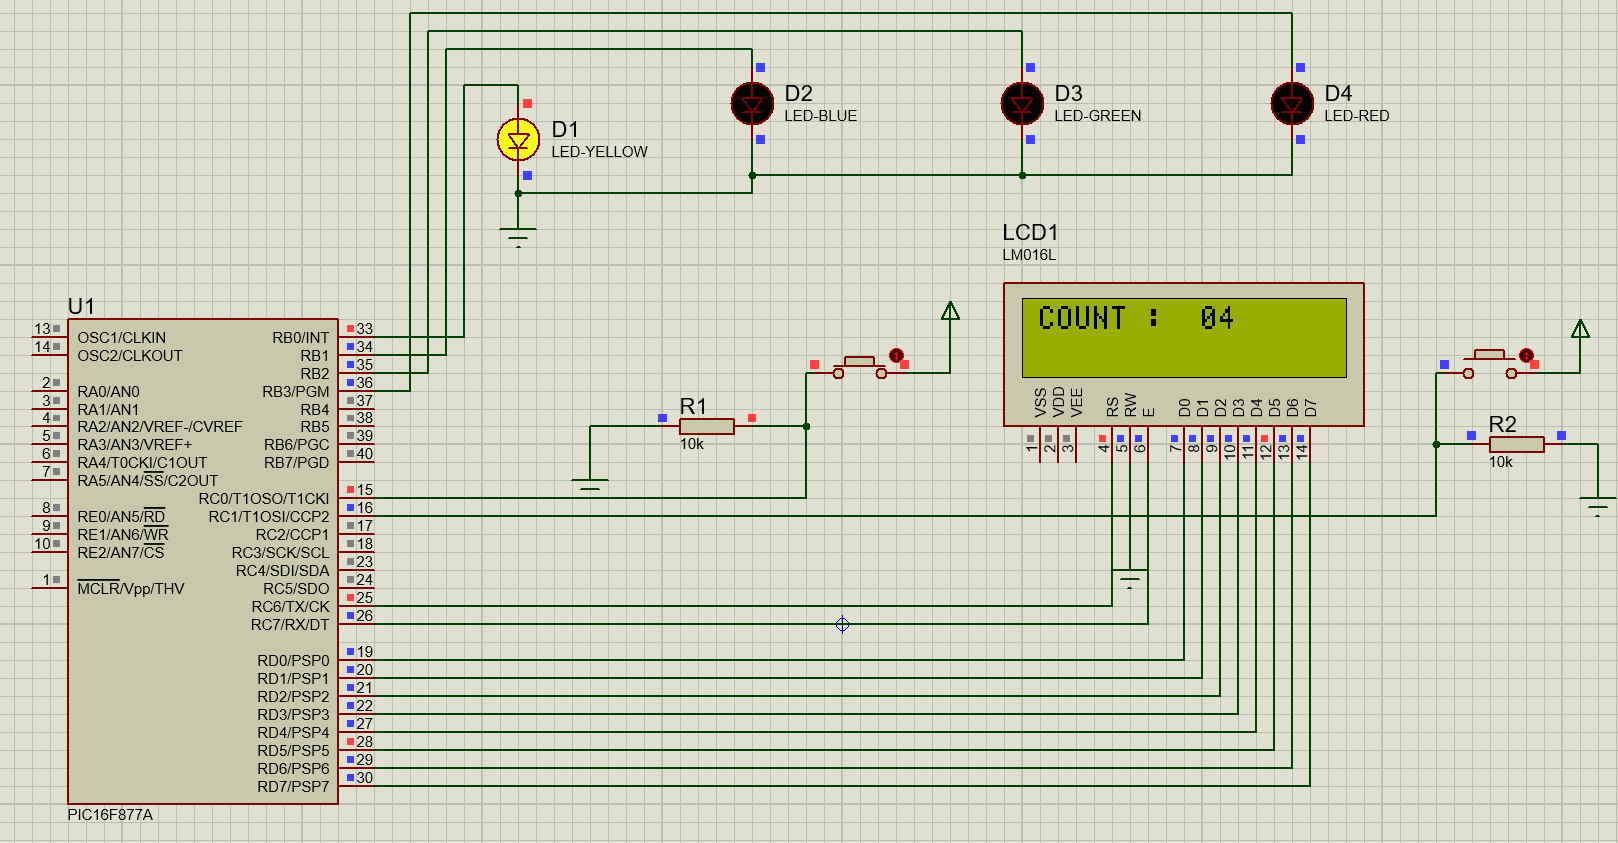 D1
LED-YELLOW
D2
LED-BLUE
D3
LED-GREEN
D4
LED-RED
LCD1
LM016L
COUNT :  04
VSS
VDD
VEE
RS
RW
E
D0
D1
D2
D3
D4
D5
D6
D7
1
2
3
4
5
6
7
8
9
10
11
12
13
14
R1
10k
R2
10k
U1
13 OSC1/CLKIN
14 OSC2/CLKOUT
2 RA0/AN0
3 RA1/AN1
4 RA2/AN2/VREF-/CVREF
5 RA3/AN3/VREF+
6 RA4/T0CKI/C1OUT
7 RA5/AN4/SS/C2OUT
8 RE0/AN5/RD
9 RE1/AN6/WR
10 RE2/AN7/CS
1 MCLR/Vpp/THV
RB0/INT 33
RB1 34
RB2 35
RB3/PGM 36
RB4 37
RB5 38
RB6/PGC 39
RB7/PGD 40
RC0/T1OSO/T1CKI 15
RC1/T1OSI/CCP2 16
RC2/CCP1 17
RC3/SCK/SCL 18
RC4/SDI/SDA 23
RC5/SDO 24
RC6/TX/CK 25
RC7/RX/DT 26
RD0/PSP0 19
RD1/PSP1 20
RD2/PSP2 21
RD3/PSP3 22
RD4/PSP4 27
RD5/PSP5 28
RD6/PSP6 29
RD7/PSP7 30
PIC16F877A